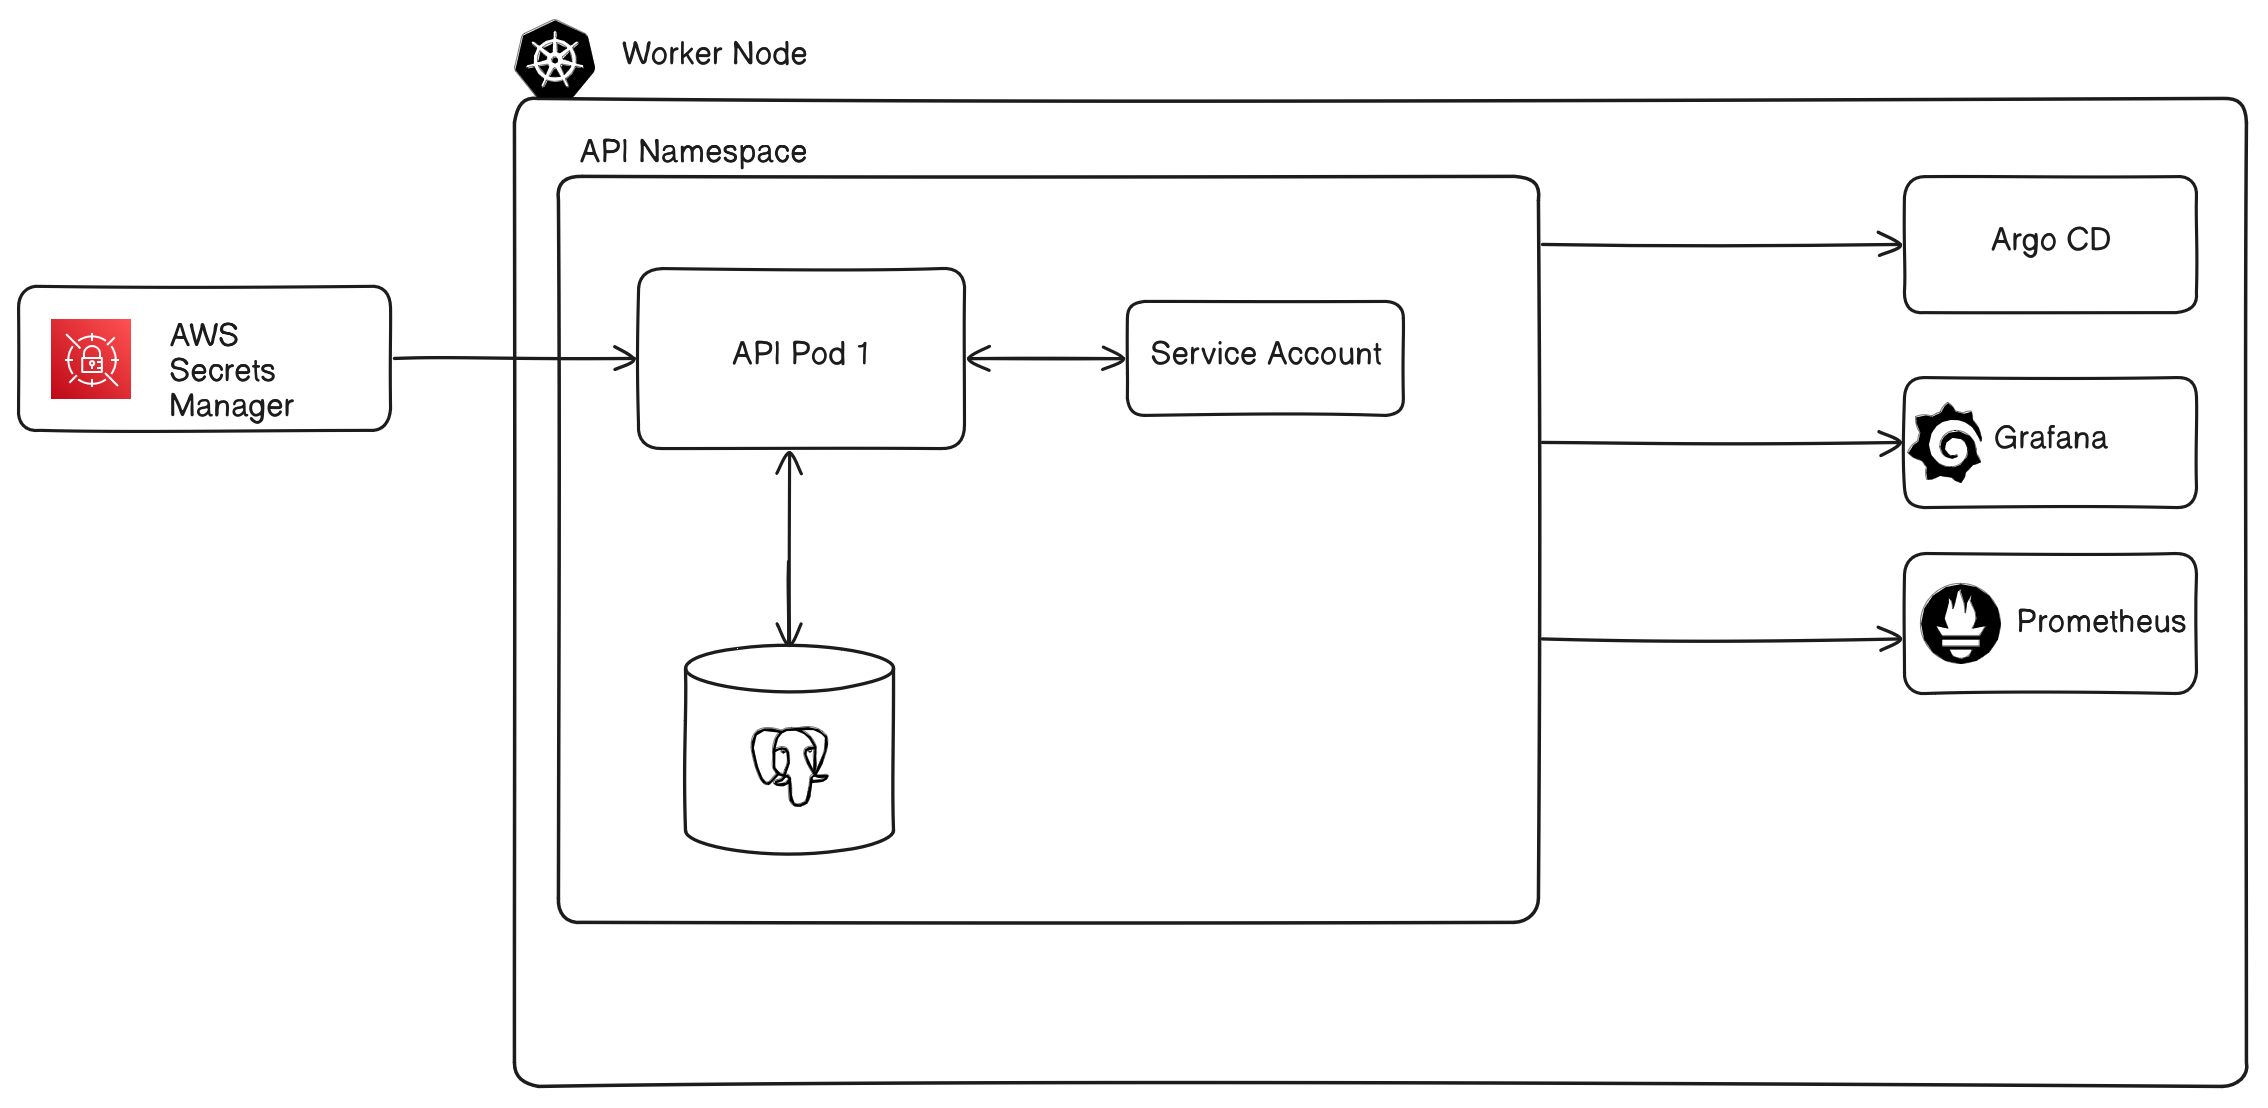 Worker Node
API Namespace
AWS
Secrets
Manager
API Pod 1
Service Account
Argo CD
Grafana
Prometheus